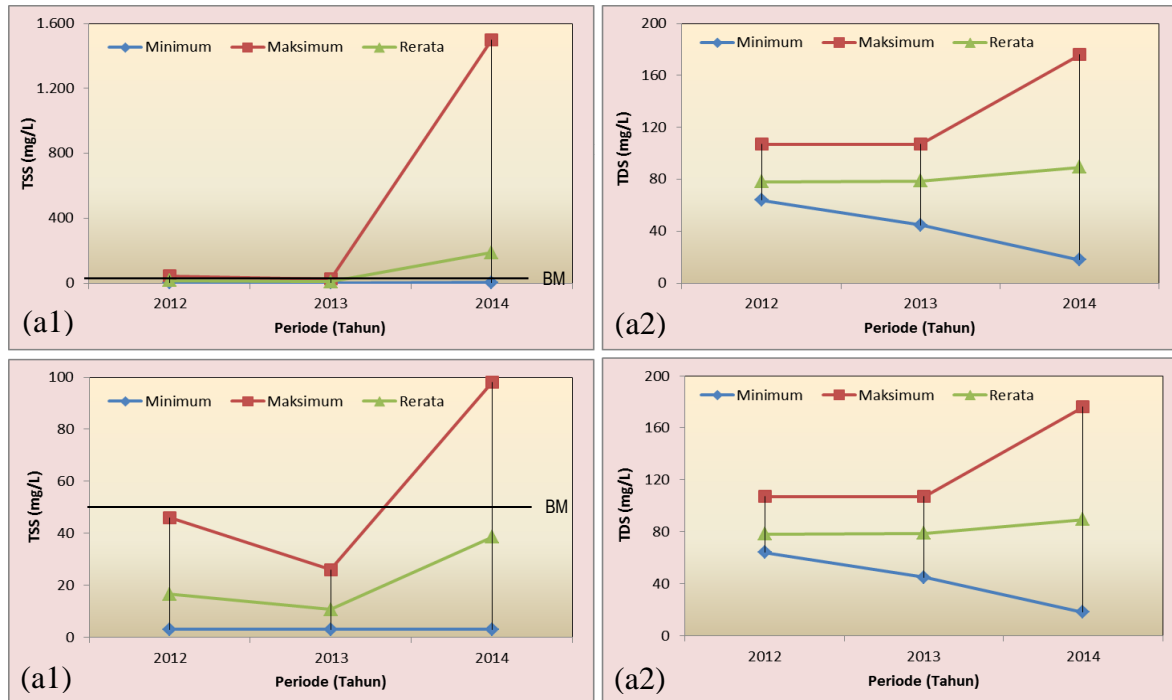 1.600
1.200
800
400
0
TSS (mg/L)
Minimum Maksimum Rerata
BM
2012 2013 2014
Periode (Tahun)
(a1)
200
160
120
80
40
0
TDS (mg/L)
Minimum Maksimum Rerata
2012 2013 2014
Periode (Tahun)
(a2)
100
80
60
40
20
0
TSS (mg/L)
Minimum Maksimum Rerata
BM
2012 2013 2014
Periode (Tahun)
(a1)
200
160
120
80
40
0
TDS (mg/L)
Minimum Maksimum Rerata
2012 2013 2014
Periode (Tahun)
(a2)